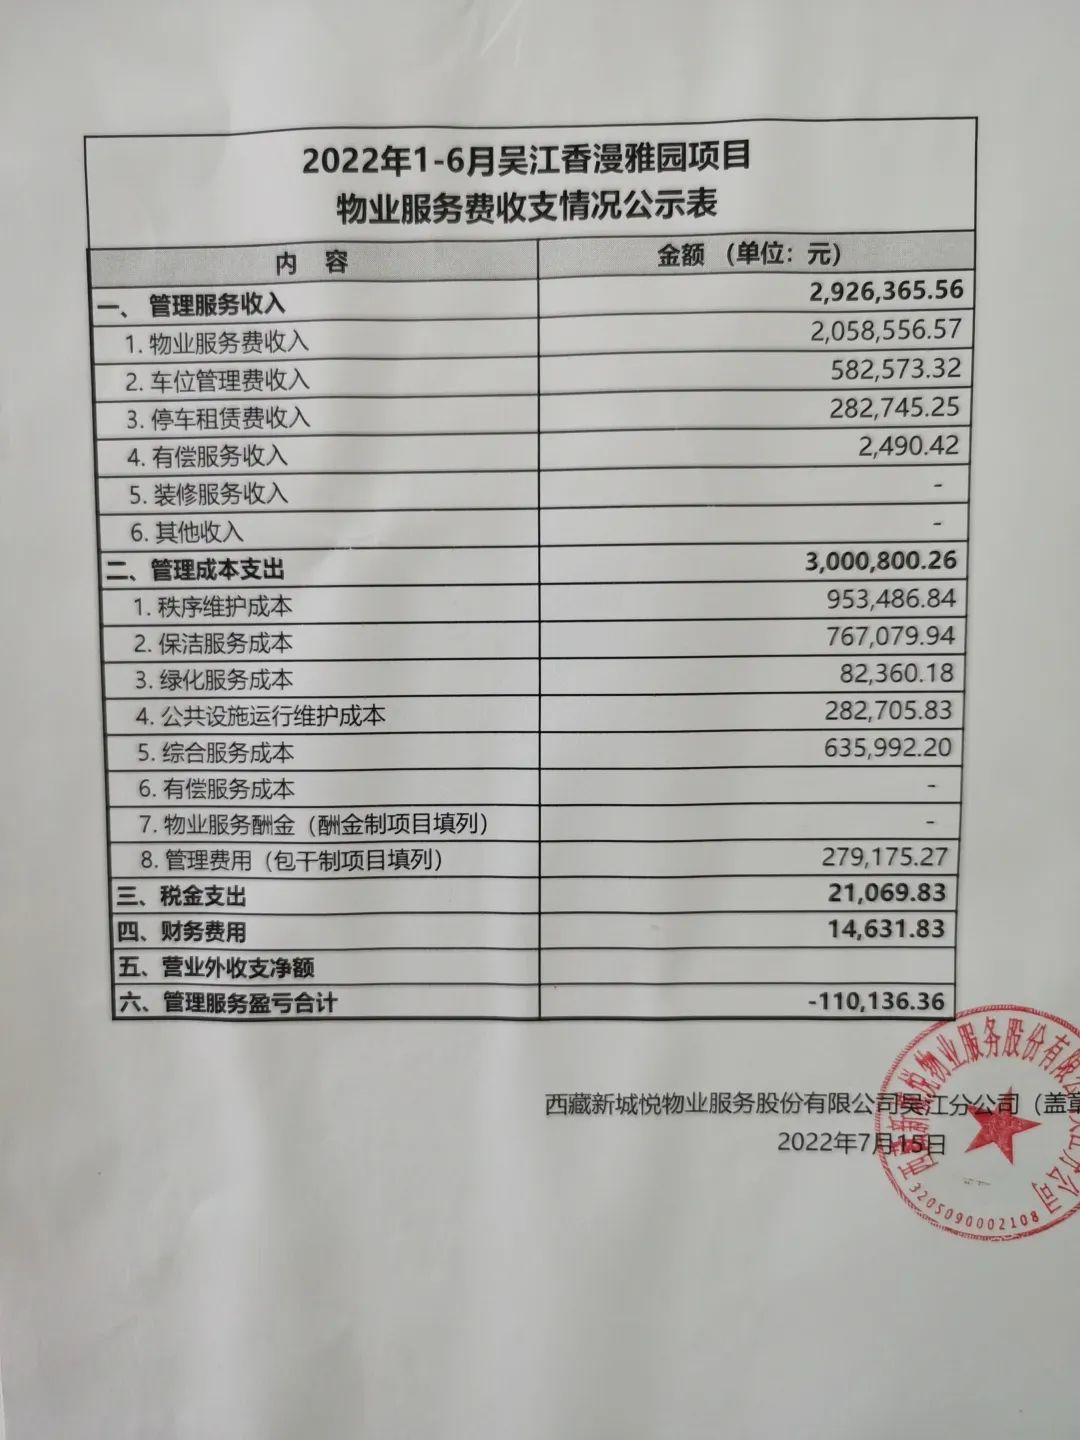 2022年1-6月吴江香漫雅园项目
物业服务费收支情况公示表
内 容 金额 （单位：元）
一、管理服务收入 2,926,365.56
1. 物业服务费收入 2,058,556.57
2. 车位管理费收入 582,573.32
3. 停车租赁费收入 282,745.25
4. 有偿服务收入 2,490.42
5. 装修服务收入 -
6. 其他收入 -
二、管理成本支出 3,000,800.26
1. 秩序维护成本 953,486.84
2. 保洁服务成本 767,079.94
3. 绿化服务成本 82,360.18
4. 公共设施运行维护成本 282,705.83
5. 综合服务成本 635,992.20
6. 有偿服务成本 -
7. 物业服务酬金（酬金制项目填列） -
8. 管理费用（包干制项目填列） 279,175.27
三、税金支出 21,069.83
四、财务费用 14,631.83
五、营业外收支净额
六、管理服务盈亏合计 -110,136.36
西藏新城悦物业服务股份有限公司吴江分公司（盖章
2022年7月15日
西藏新城悦物业服务股份有限公司吴江分公司
3205090002108